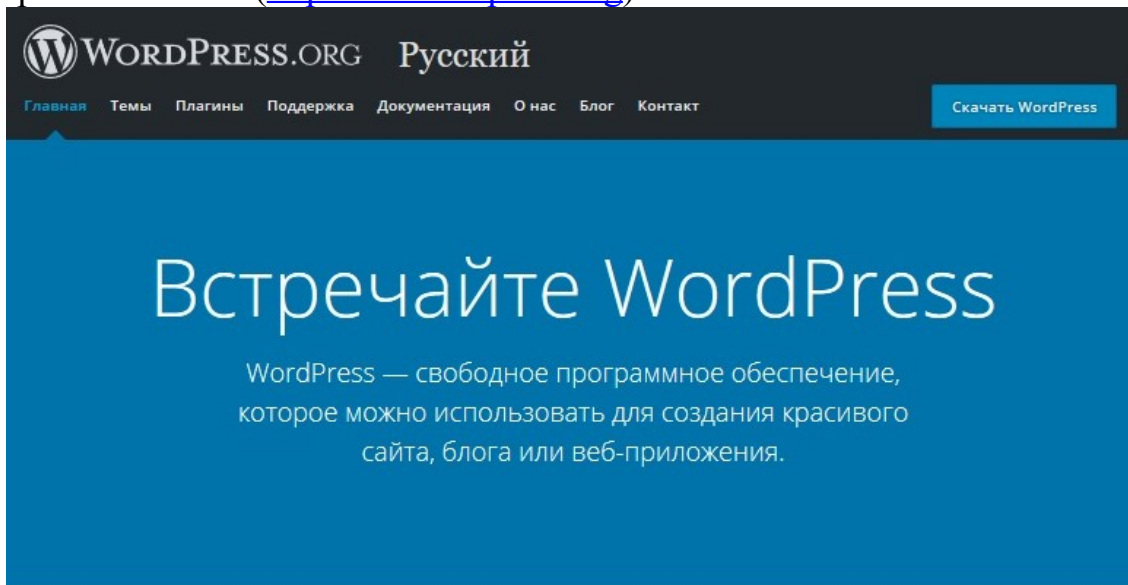 WORDPRESS.ORG Русский
Главная Темы Плагины Поддержка Документация О нас Блог Контакт Скачать WordPress
Встречайте WordPress
WordPress — свободное программное обеспечение,
которое можно использовать для создания красивого
сайта, блога или веб-приложения.